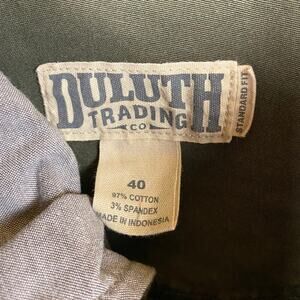 DULUTH
TRADING
CO
STANDARD FIT
40
97% COTTON
3% SPANDEX
MADE IN INDONESIA